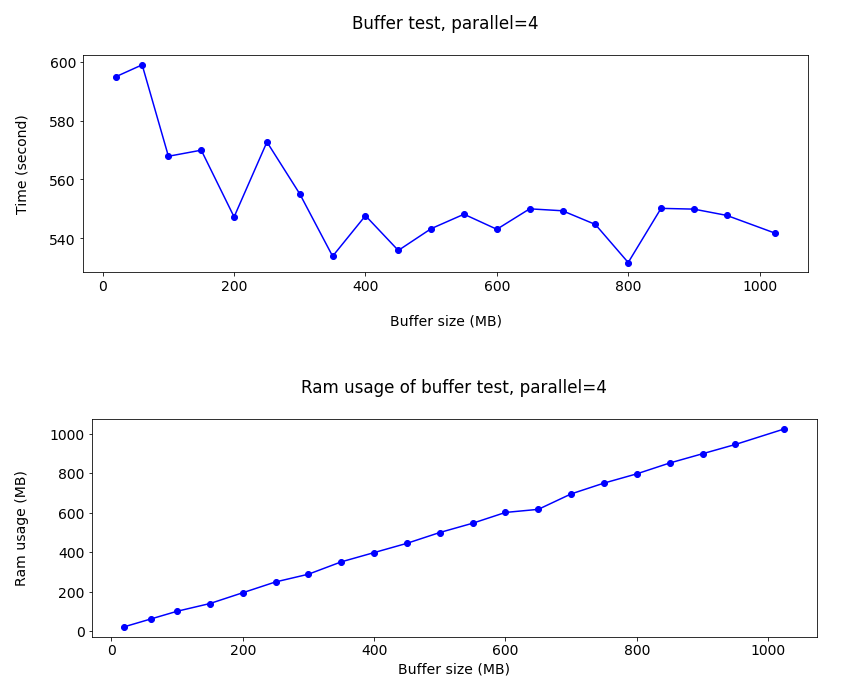 Buffer test, parallel=4
Time (second)
600
580
560
540
0 200 400 600 800 1000
Buffer size (MB)
Ram usage of buffer test, parallel=4
Ram usage (MB)
1000
800
600
400
200
0
0 200 400 600 800 1000
Buffer size (MB)